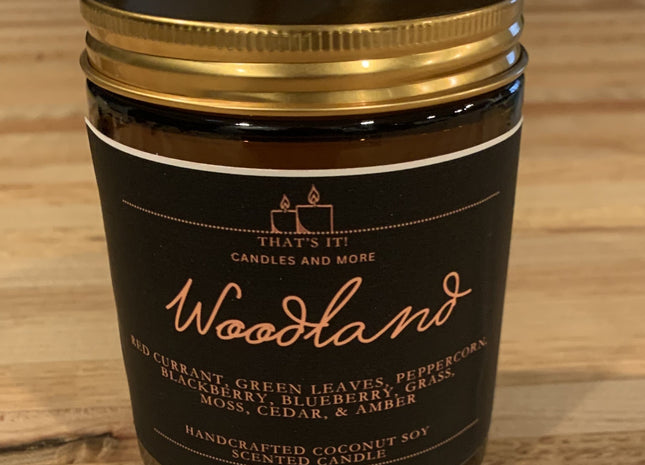 THAT'S IT!
CANDLES AND MORE
Woodland
RED CURRANT, GREEN LEAVES, PEPPERCORN,
BLACKBERRY, BLUEBERRY, GRASS,
MOSS, CEDAR, & AMBER
HANDCRAFTED COCONUT SOY
SCENTED CANDLE